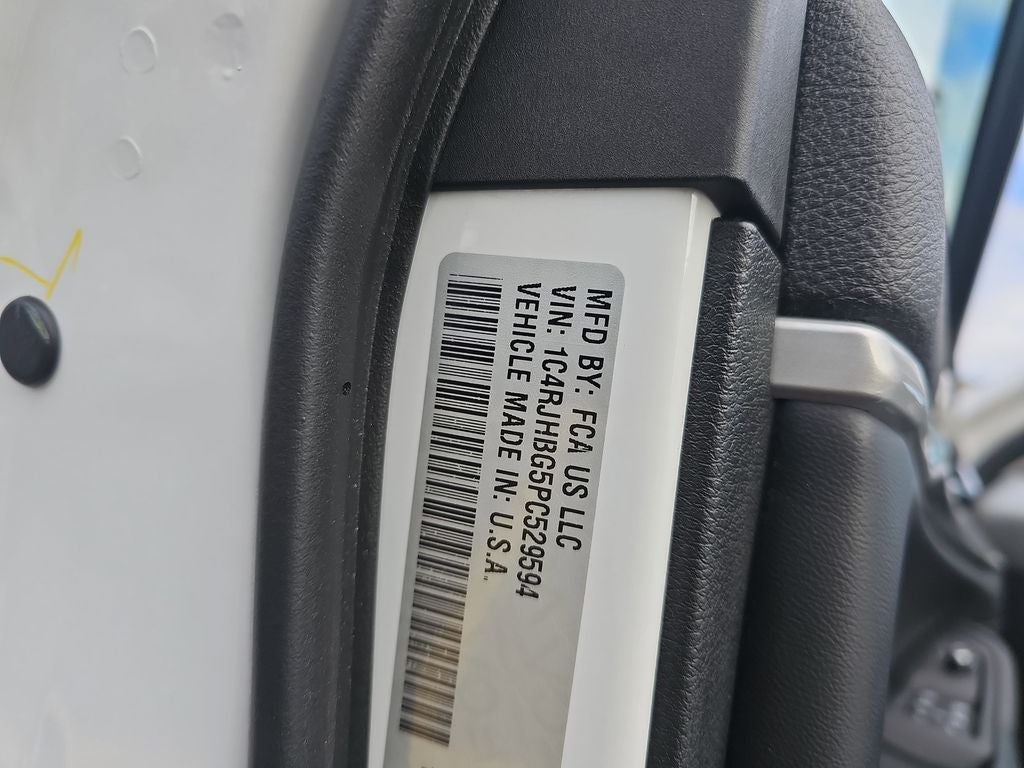 MFD BY: FCA US LLC
VIN: 1C4RJHBG5PC529594
VEHICLE MADE IN: U.S.A.